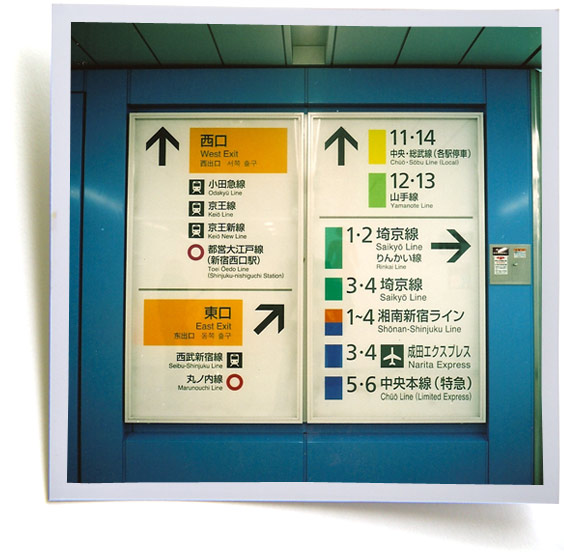 西口
West Exit
西出口 서쪽 출구
小田急線
Odakyū Line
京王線
Keiō Line
京王新線
Keiō New Line
都営大江戸線
(新宿西口駅)
Toei Ōedo Line
(Shinjuku-nishiguchi Station)
東口
East Exit
东出口 동쪽 출구
西武新宿線
Seibu-Shinjuku Line
丸ノ内線
Marunouchi Line
11・14
中央・総武線(各駅停車)
Chūō・Sōbu Line (Local)
12・13
山手線
Yamanote Line
1・2 埼京線
Saikyō Line
りんかい線
Rinkai Line
3・4 埼京線
Saikyō Line
1~4 湘南新宿ライン
Shōnan-Shinjuku Line
3・4 成田エクスプレス
Narita Express
5・6 中央本線(特急)
Chūō Line (Limited Express)